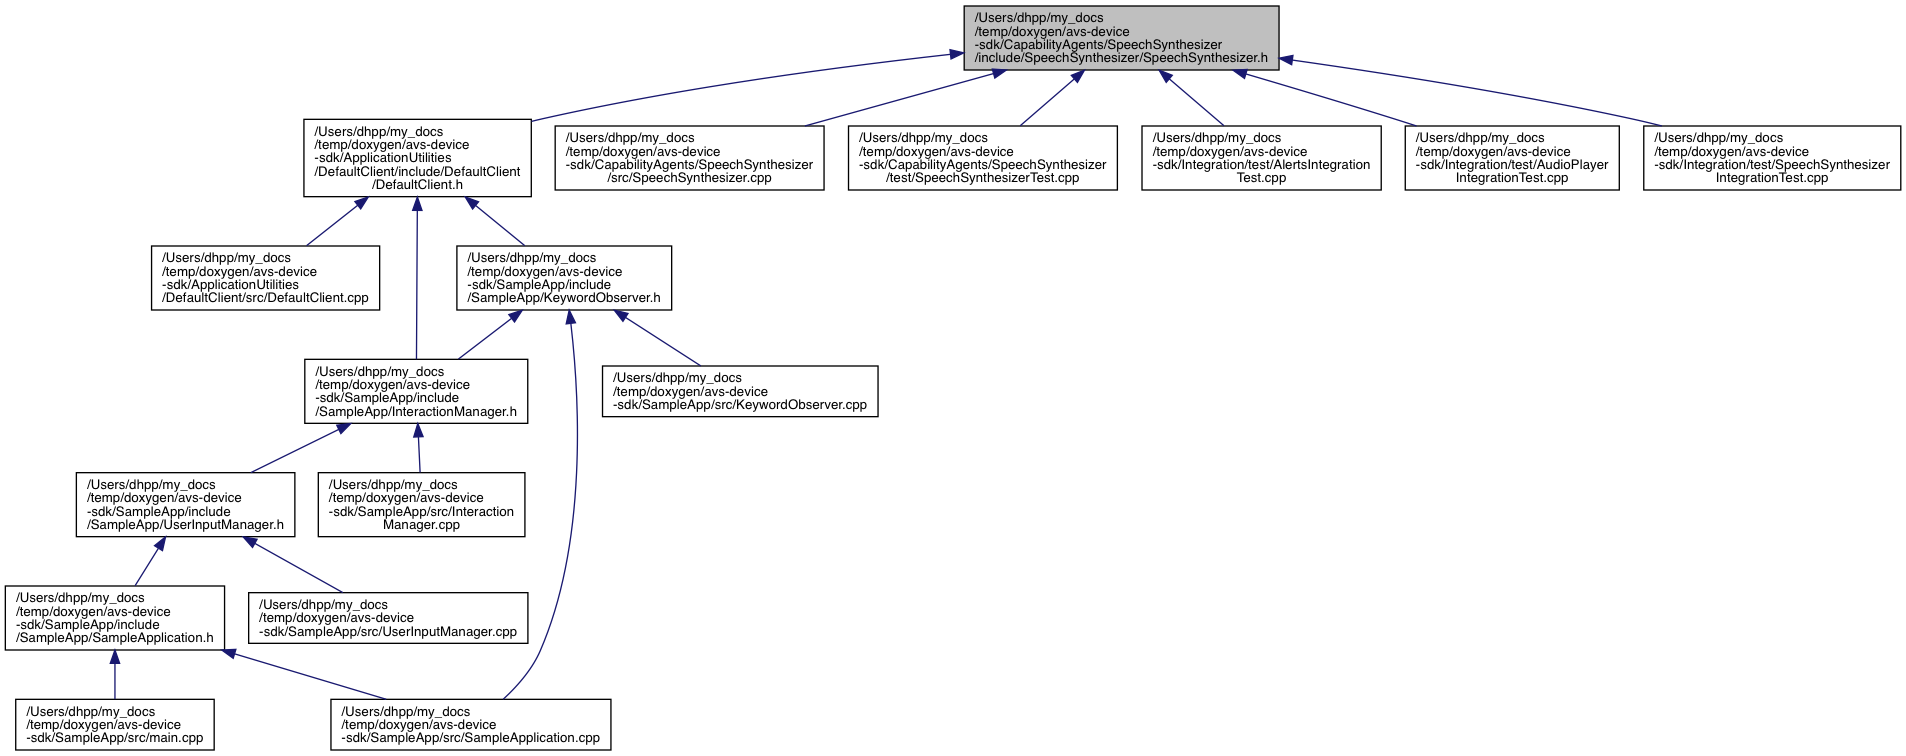 /Users/dhpp/my_docs
/temp/doxygen/avs-device
-sdk/CapabilityAgents/SpeechSynthesizer
/include/SpeechSynthesizer/SpeechSynthesizer.h
/Users/dhpp/my_docs
/temp/doxygen/avs-device
-sdk/ApplicationUtilities
/DefaultClient/include/DefaultClient
/DefaultClient.h
/Users/dhpp/my_docs
/temp/doxygen/avs-device
-sdk/CapabilityAgents/SpeechSynthesizer
/src/SpeechSynthesizer.cpp
/Users/dhpp/my_docs
/temp/doxygen/avs-device
-sdk/CapabilityAgents/SpeechSynthesizer
/test/SpeechSynthesizerTest.cpp
/Users/dhpp/my_docs
/temp/doxygen/avs-device
-sdk/Integration/test/AlertsIntegration
Test.cpp
/Users/dhpp/my_docs
/temp/doxygen/avs-device
-sdk/Integration/test/AudioPlayer
IntegrationTest.cpp
/Users/dhpp/my_docs
/temp/doxygen/avs-device
-sdk/Integration/test/SpeechSynthesizer
IntegrationTest.cpp
/Users/dhpp/my_docs
/temp/doxygen/avs-device
-sdk/ApplicationUtilities
/DefaultClient/src/DefaultClient.cpp
/Users/dhpp/my_docs
/temp/doxygen/avs-device
-sdk/SampleApp/include
/SampleApp/KeywordObserver.h
/Users/dhpp/my_docs
/temp/doxygen/avs-device
-sdk/SampleApp/include
/SampleApp/InteractionManager.h
/Users/dhpp/my_docs
/temp/doxygen/avs-device
-sdk/SampleApp/src/KeywordObserver.cpp
/Users/dhpp/my_docs
/temp/doxygen/avs-device
-sdk/SampleApp/include
/SampleApp/UserInputManager.h
/Users/dhpp/my_docs
/temp/doxygen/avs-device
-sdk/SampleApp/src/Interaction
Manager.cpp
/Users/dhpp/my_docs
/temp/doxygen/avs-device
-sdk/SampleApp/include
/SampleApp/SampleApplication.h
/Users/dhpp/my_docs
/temp/doxygen/avs-device
-sdk/SampleApp/src/UserInputManager.cpp
/Users/dhpp/my_docs
/temp/doxygen/avs-device
-sdk/SampleApp/src/main.cpp
/Users/dhpp/my_docs
/temp/doxygen/avs-device
-sdk/SampleApp/src/SampleApplication.cpp